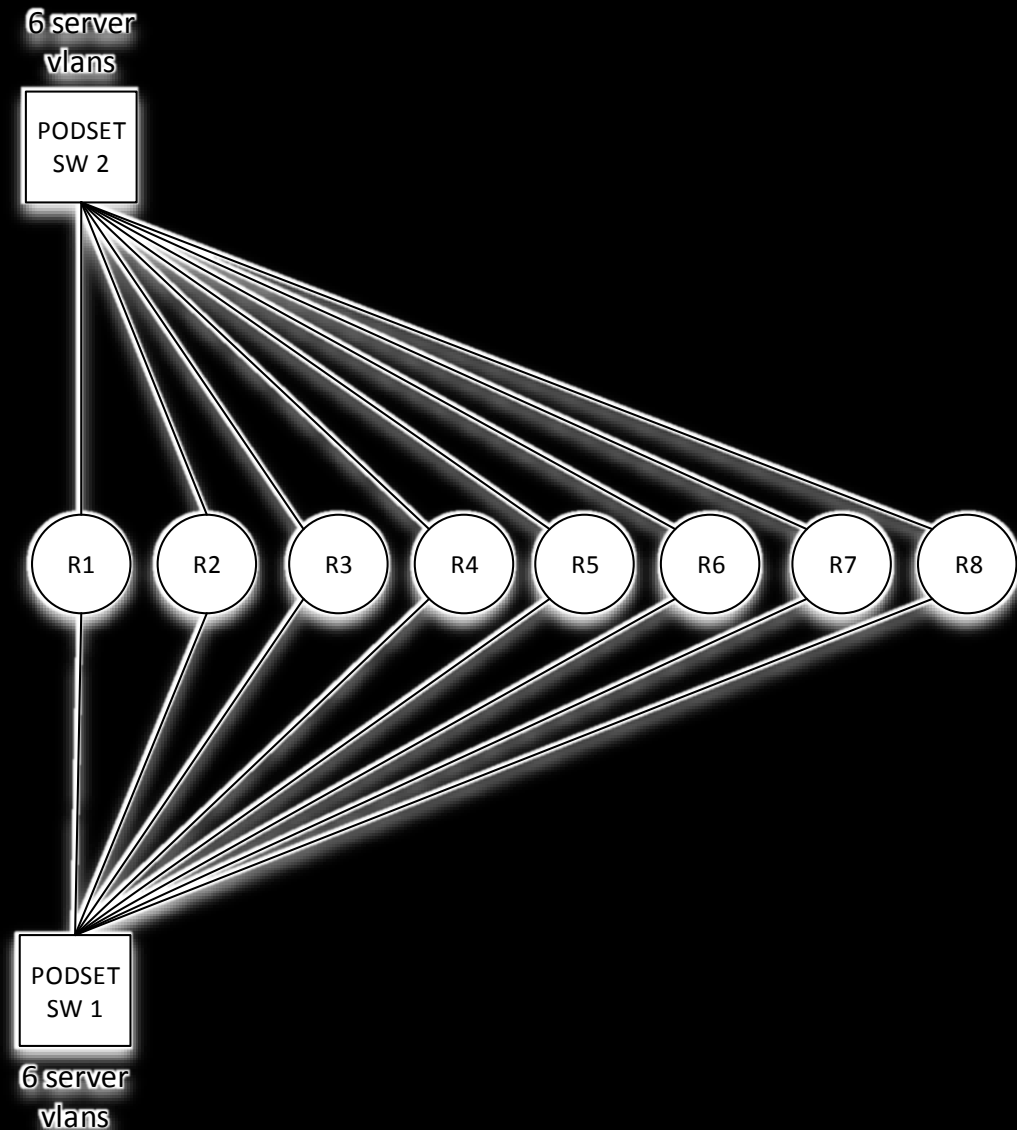 6 server
vlans
PODSET
SW 2
R1
R2
R3
R4
R5
R6
R7
R8
PODSET
SW 1
6 server
vlans